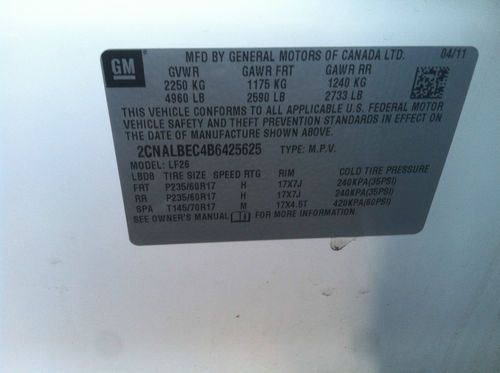 GM
MFD BY GENERAL MOTORS OF CANADA LTD. 04/11
GVWR GAWR FRT GAWR RR
2250 KG 1175 KG 1240 KG
4960 LB 2590 LB 2733 LB
THIS VEHICLE CONFORMS TO ALL APPLICABLE U.S. FEDERAL MOTOR
VEHICLE SAFETY AND THEFT PREVENTION STANDARDS IN EFFECT ON
THE DATE OF MANUFACTURE SHOWN ABOVE.
2CNALBEC4B6425625 TYPE: M.P.V.
MODEL: LF26
LBDB TIRE SIZE SPEED RTG RIM COLD TIRE PRESSURE
FRT P235/60R17 H 17X7J 240KPA(35PSI)
RR P235/60R17 H 17X7J 240KPA(35PSI)
SPA T145/70R17 M 17X4.5T 420KPA(60PSI)
SEE OWNER'S MANUAL FOR MORE INFORMATION.